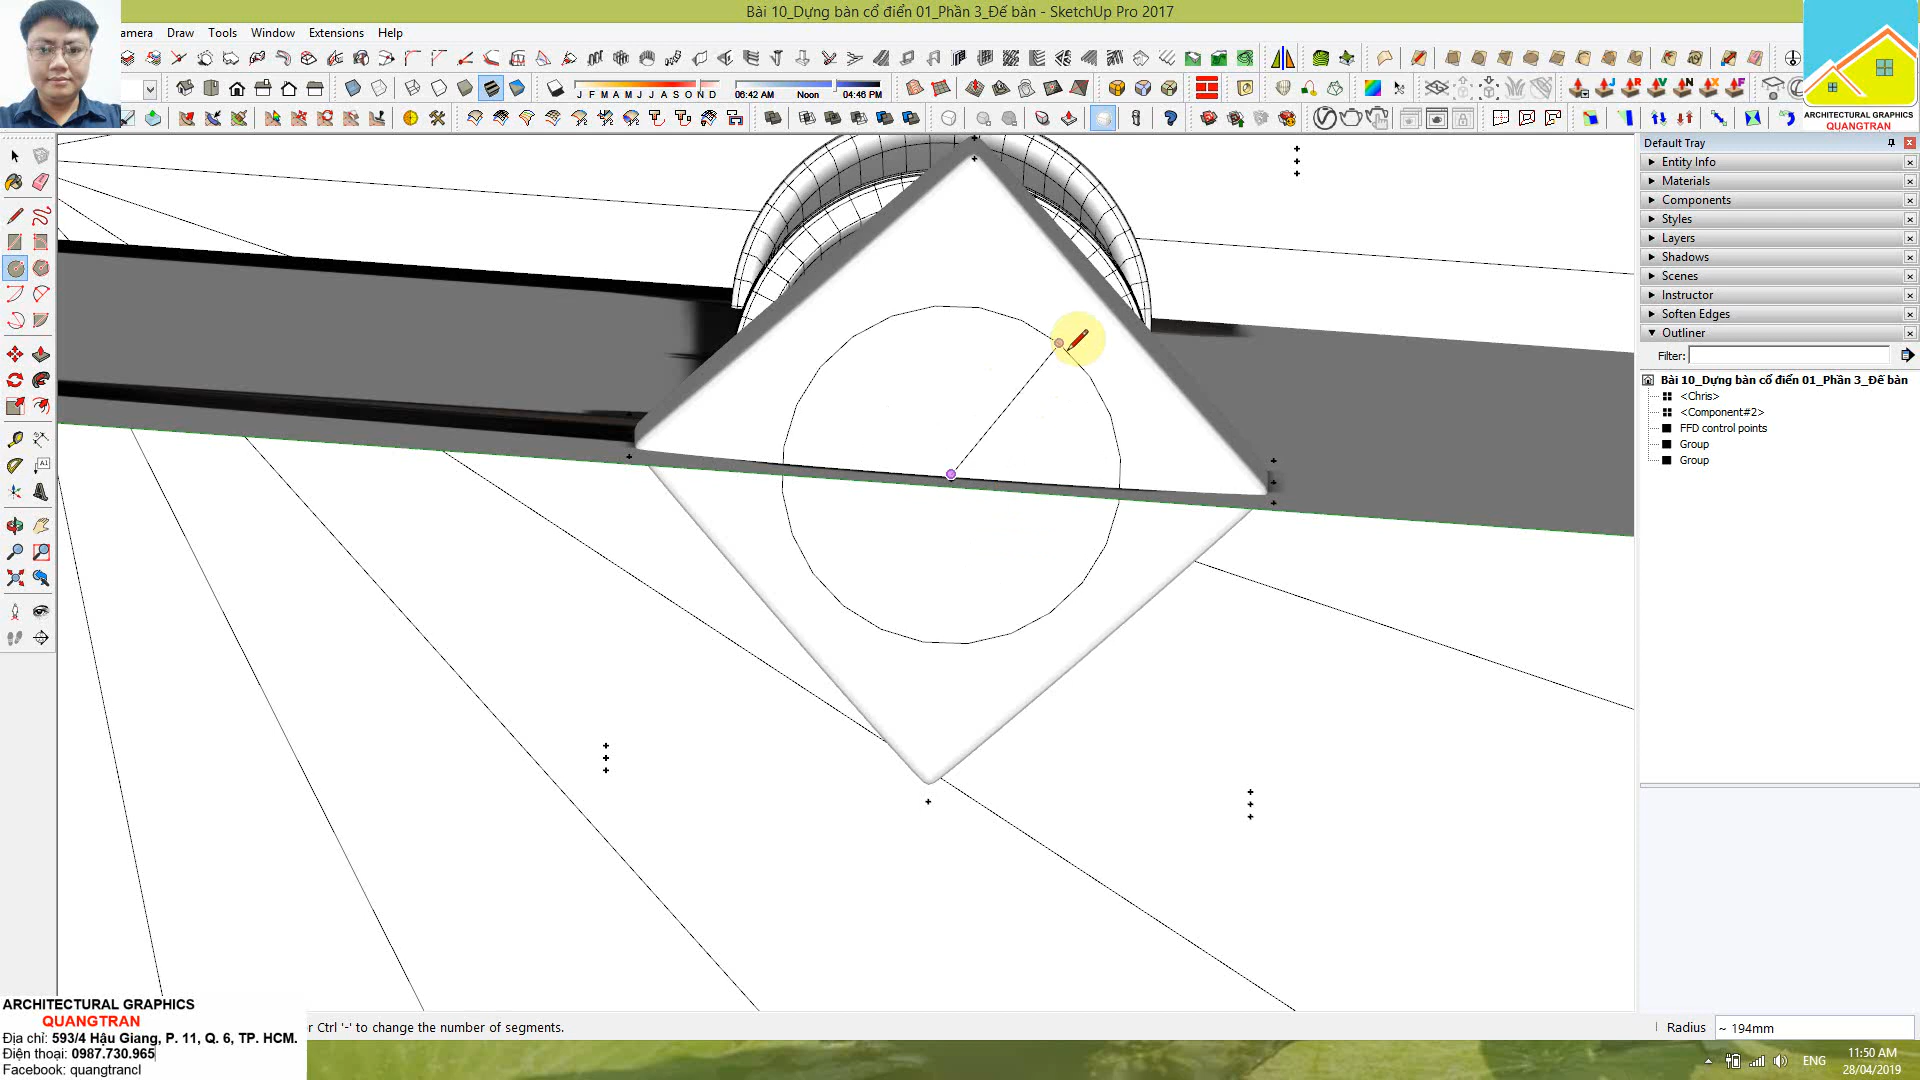 Bài 10_Dựng bàn cổ điển 01_Phần 3_Đế bàn - SketchUp Pro 2017
amera Draw Tools Window Extensions Help
J F M A M J J A S O N D 06:42 AM Noon 04:46 PM
ARCHITECTURAL GRAPHICS
QUANGTRAN
Default Tray
Entity Info
Materials
Components
Styles
Layers
Shadows
Scenes
Instructor
Soften Edges
Outliner
Filter:
Bài 10_Dựng bàn cổ điển 01_Phần 3_Đế bàn
<Chris>
<Component#2>
FFD control points
Group
Group
ARCHITECTURAL GRAPHICS
QUANGTRAN
Địa chỉ: 593/4 Hậu Giang, P. 11, Q. 6, TP. HCM.
Điện thoại: 0987.730.965
Facebook: quangtrancl
r Ctrl '-' to change the number of segments.
Radius ~ 194mm
ENG 11:50 AM
28/04/2019